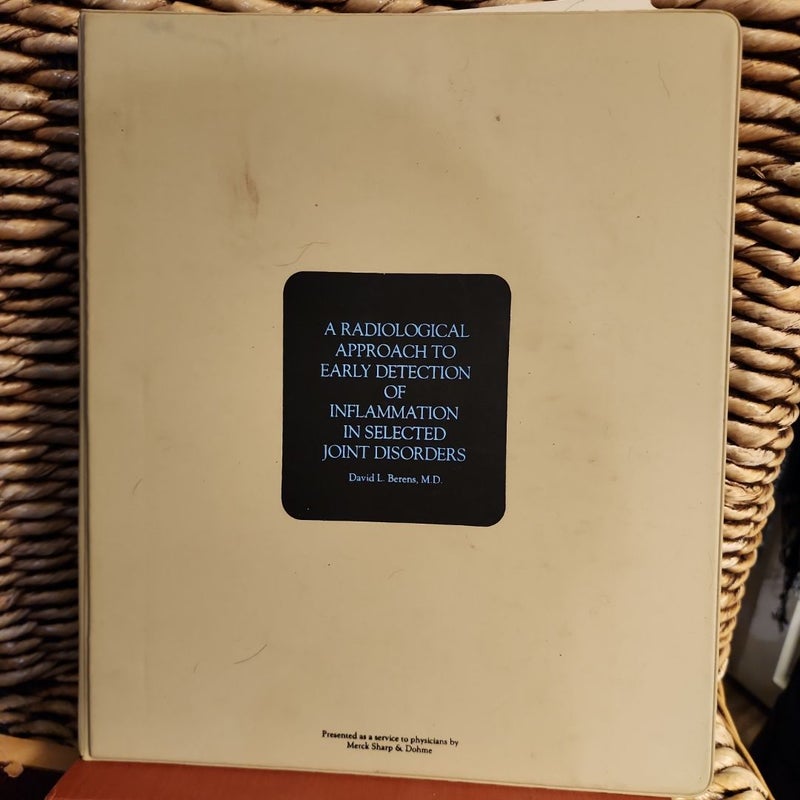 A RADIOLOGICAL
APPROACH TO
EARLY DETECTION
OF
INFLAMMATION
IN SELECTED
JOINT DISORDERS
David L. Berens, M.D.
Presented as a service to physicians by
Merck Sharp & Dohme